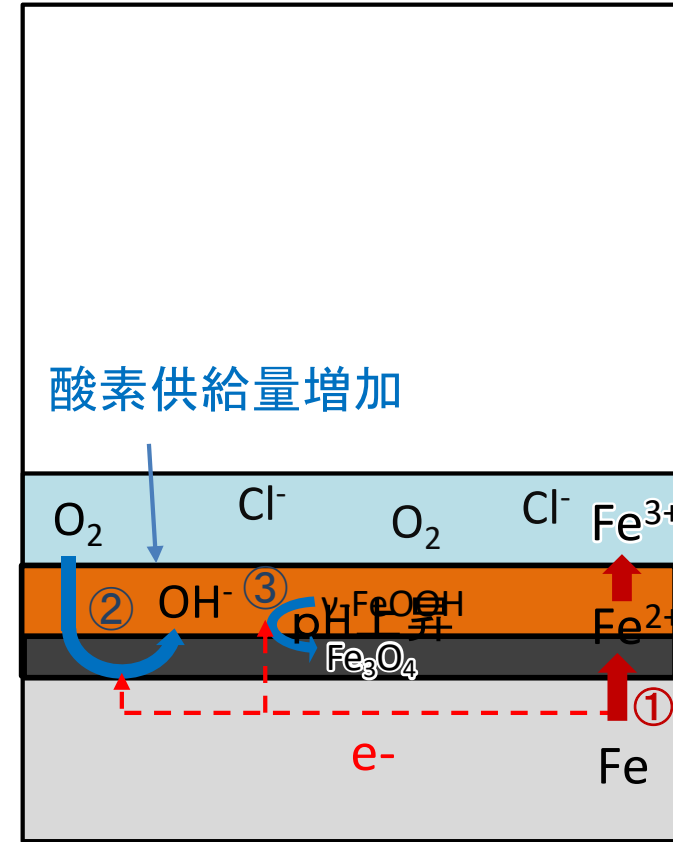 酸素供給量増加
O₂
Cl⁻
O₂
Cl⁻
Fe³⁺
②
OH⁻
③
γ-FeOOH
pH上昇
Fe²⁺
Fe₃O₄
①
e-
Fe